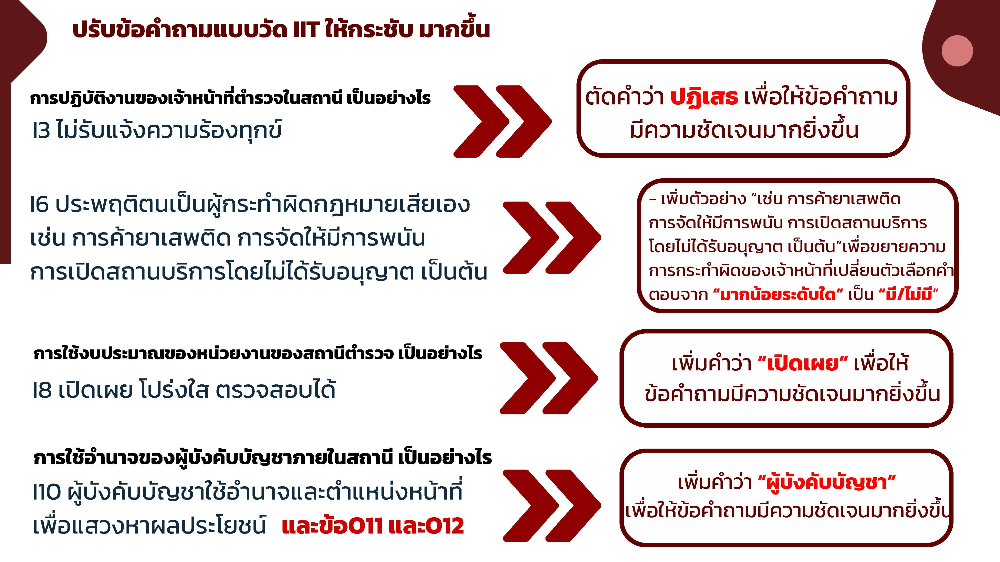 ปรับข้อคำถามแบบวัด IIT ให้กระชับ มากขึ้น
การปฏิบัติงานของเจ้าหน้าที่ตำรวจในสถานี เป็นอย่างไร
I3 ไม่รับแจ้งความร้องทุกข์
ตัดคำว่า ปฏิเสธ เพื่อให้ข้อคำถาม
มีความชัดเจนมากยิ่งขึ้น
I6 ประพฤติตนเป็นผู้กระทำผิดกฎหมายเสียเอง
เช่น การค้ายาเสพติด การจัดให้มีการพนัน
การเปิดสถานบริการโดยไม่ได้รับอนุญาต เป็นต้น
- เพิ่มตัวอย่าง “เช่น การค้ายาเสพติด
การจัดให้มีการพนัน การเปิดสถานบริการ
โดยไม่ได้รับอนุญาต เป็นต้น”เพื่อขยายความ
การกระทำผิดของเจ้าหน้าที่เปลี่ยนตัวเลือกคำ
ตอบจาก “มากน้อยระดับใด” เป็น “มี/ไม่มี”
การใช้งบประมาณของหน่วยงานของสถานีตำรวจ เป็นอย่างไร
I8 เปิดเผย โปร่งใส ตรวจสอบได้
เพิ่มคำว่า “เปิดเผย” เพื่อให้
ข้อคำถามมีความชัดเจนมากยิ่งขึ้น
การใช้อำนาจของผู้บังคับบัญชาภายในสถานี เป็นอย่างไร
I10 ผู้บังคับบัญชาใช้อำนาจและตำแหน่งหน้าที่
เพื่อแสวงหาผลประโยชน์ และข้อO11 และO12
เพิ่มคำว่า “ผู้บังคับบัญชา”
เพื่อให้ข้อคำถามมีความชัดเจนมากยิ่งขึ้น